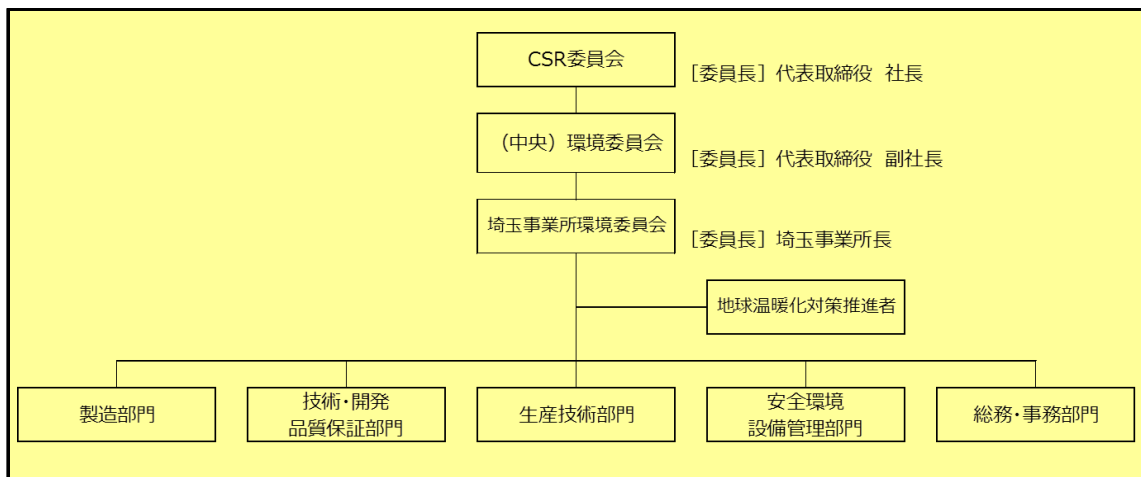 CSR委員会
［委員長］代表取締役 社長
（中央）環境委員会
［委員長］代表取締役 副社長
埼玉事業所環境委員会
［委員長］埼玉事業所長
地球温暖化対策推進者
製造部門
技術・開発
品質保証部門
生産技術部門
安全環境
設備管理部門
総務・事務部門